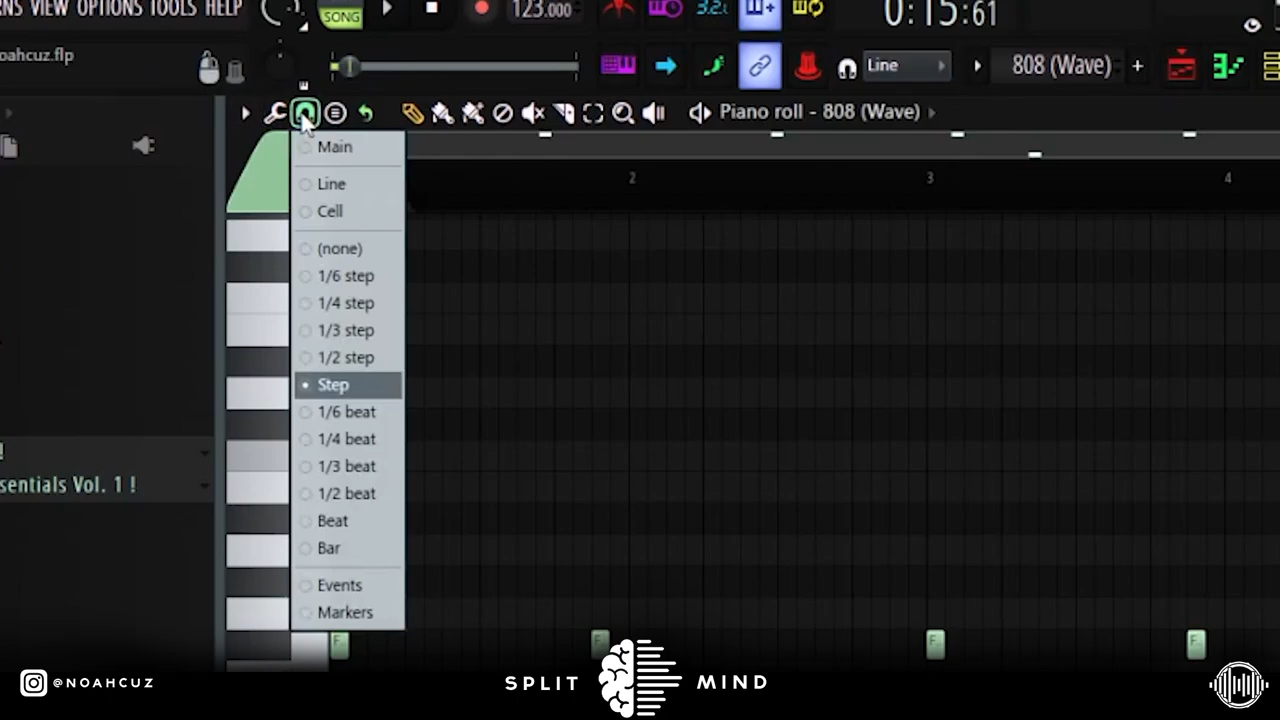 RNS VIEW OPTIONS TOOLS HELP
SONG
123.000
3.2.
0:15:61
oahcuz.flp
Line
808 (Wave)
Piano roll - 808 (Wave)
Main
Line
Cell
(none)
1/6 step
1/4 step
1/3 step
1/2 step
Step
1/6 beat
1/4 beat
1/3 beat
1/2 beat
Beat
Bar
Events
Markers
2
3
4
!
sentials Vol. 1 !
F
F
F
F
@NOAHCUZ
SPLIT MIND